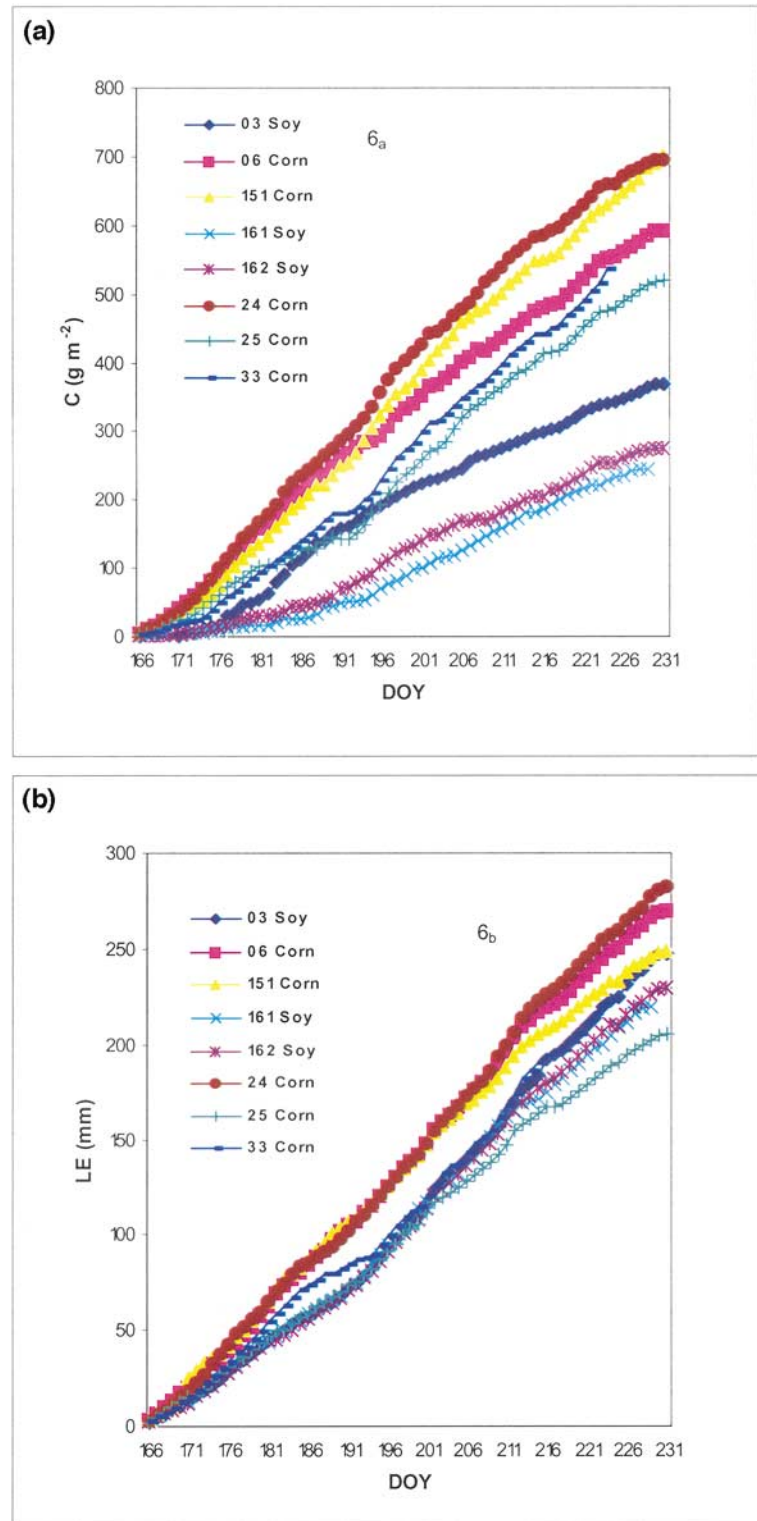 (a)
6a
800
700
600
500
400
300
200
100
0
C (g m-2)
03 Soy
06 Corn
151 Corn
161 Soy
162 Soy
24 Corn
25 Corn
33 Corn
166 171 176 181 186 191 196 201 206 211 216 221 226 231
DOY
(b)
6b
300
250
200
150
100
50
0
LE (mm)
03 Soy
06 Corn
151 Corn
161 Soy
162 Soy
24 Corn
25 Corn
33 Corn
166 171 176 181 186 191 196 201 206 211 216 221 226 231
DOY